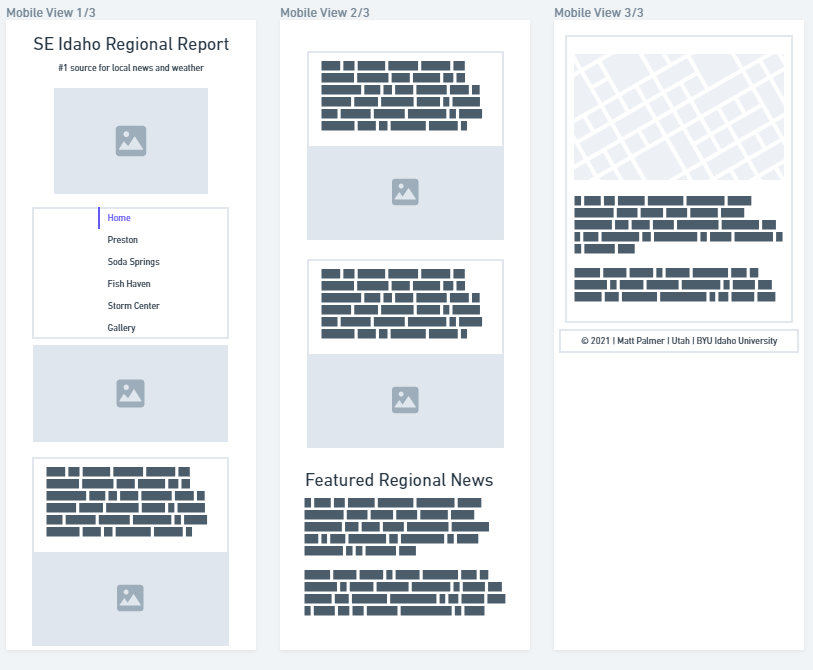 Mobile View 1/3
SE Idaho Regional Report
#1 source for local news and weather
Home
Preston
Soda Springs
Fish Haven
Storm Center
Gallery
Mobile View 2/3
Featured Regional News
Mobile View 3/3
© 2021 | Matt Palmer | Utah | BYU Idaho University